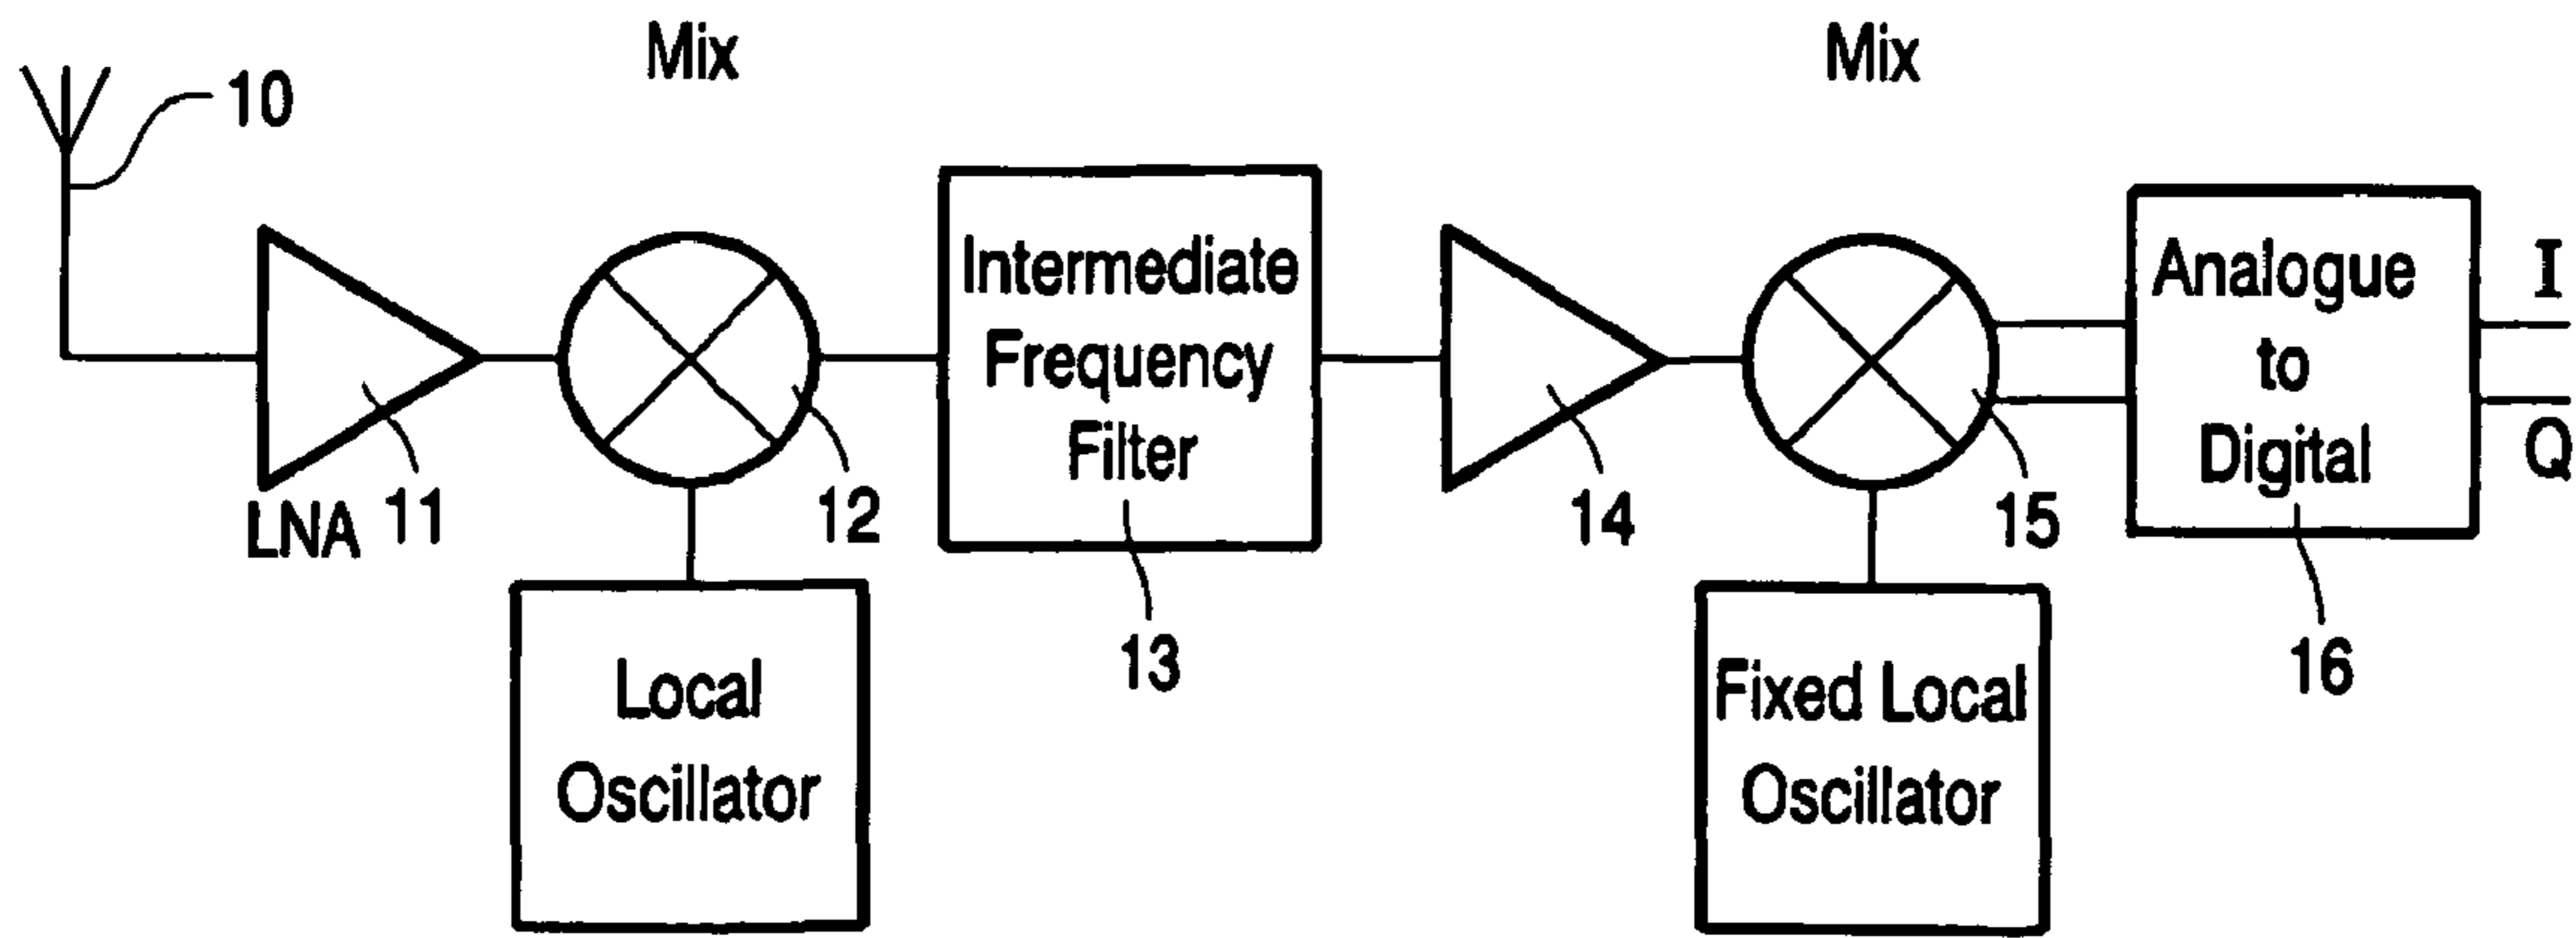 Mix
Mix
10
Intermediate
Frequency
Filter
Analogue
to
Digital
I
Q
LNA
11
12
14
15
13
16
Local
Oscillator
Fixed Local
Oscillator